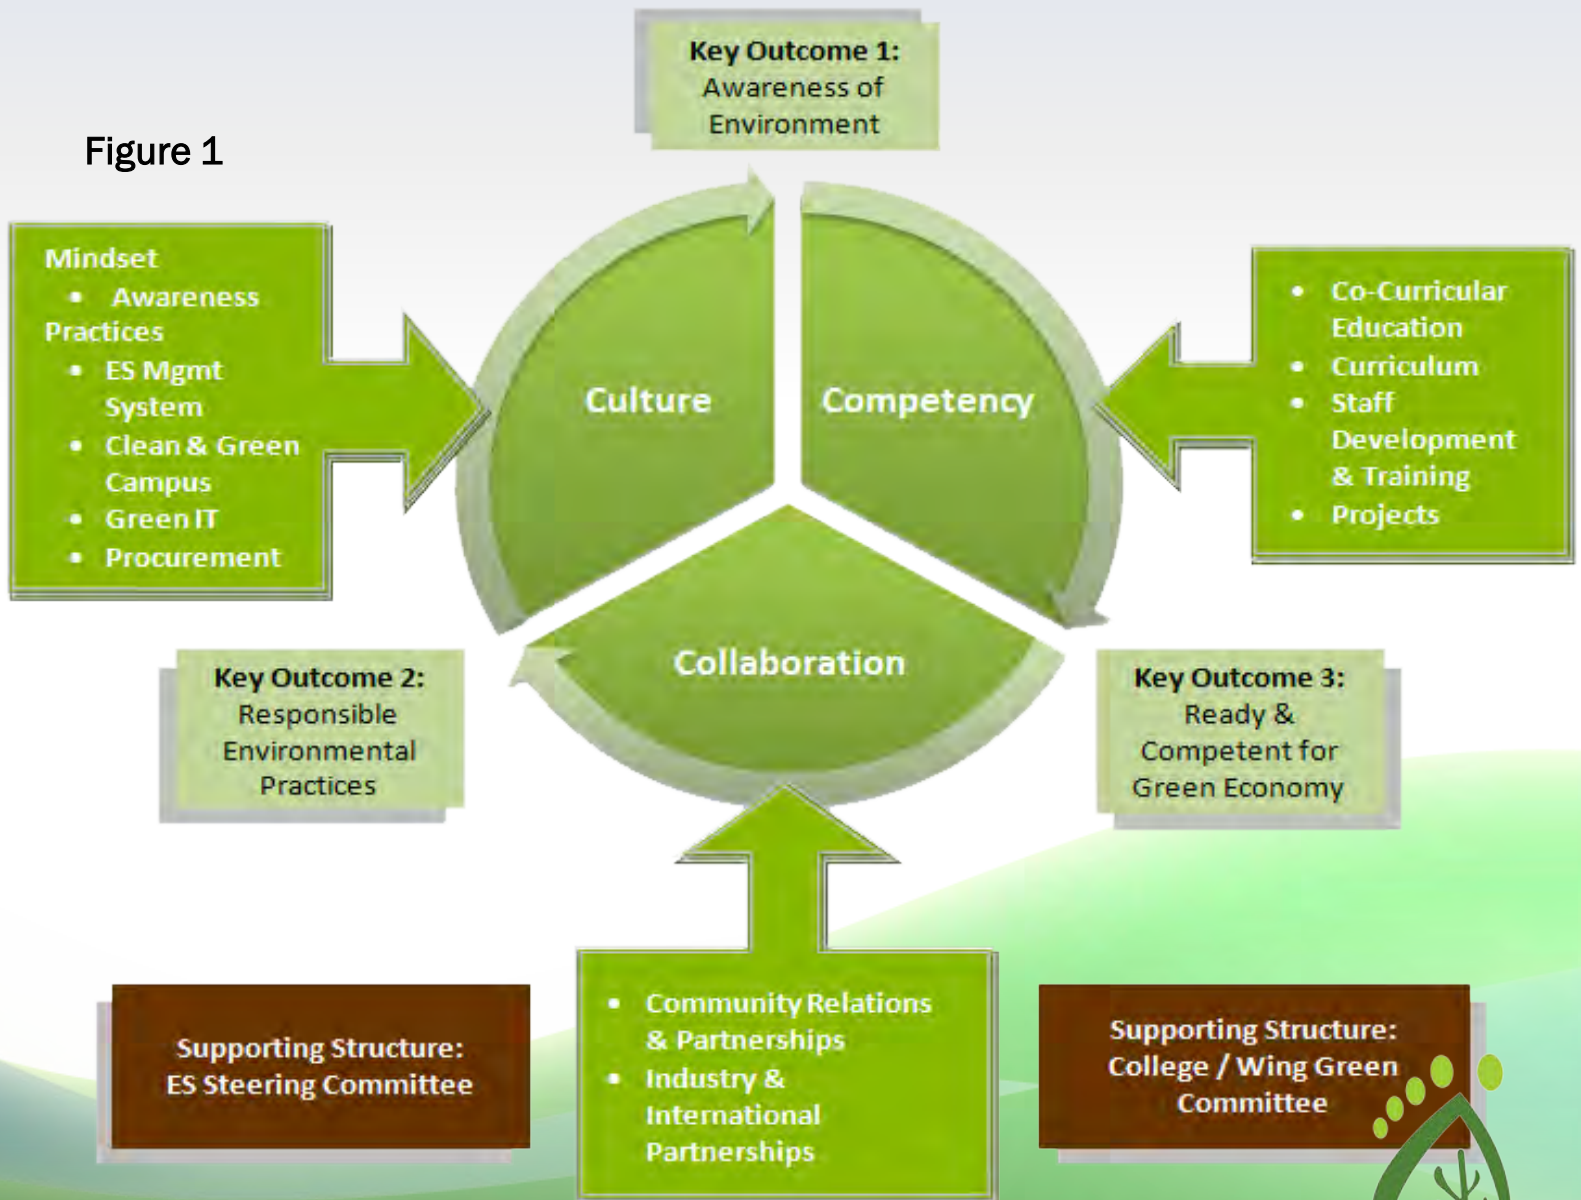 Key Outcome 1:
Awareness of
Environment
Figure 1
Mindset
• Awareness
Practices
• ES Mgmt
System
• Clean & Green
Campus
• Green IT
• Procurement
Culture
Competency
• Co-Curricular
Education
• Curriculum
• Staff
Development
& Training
• Projects
Collaboration
Key Outcome 2:
Responsible
Environmental
Practices
Key Outcome 3:
Ready &
Competent for
Green Economy
Supporting Structure:
ES Steering Committee
• Community Relations
& Partnerships
• Industry &
International
Partnerships
Supporting Structure:
College / Wing Green
Committee